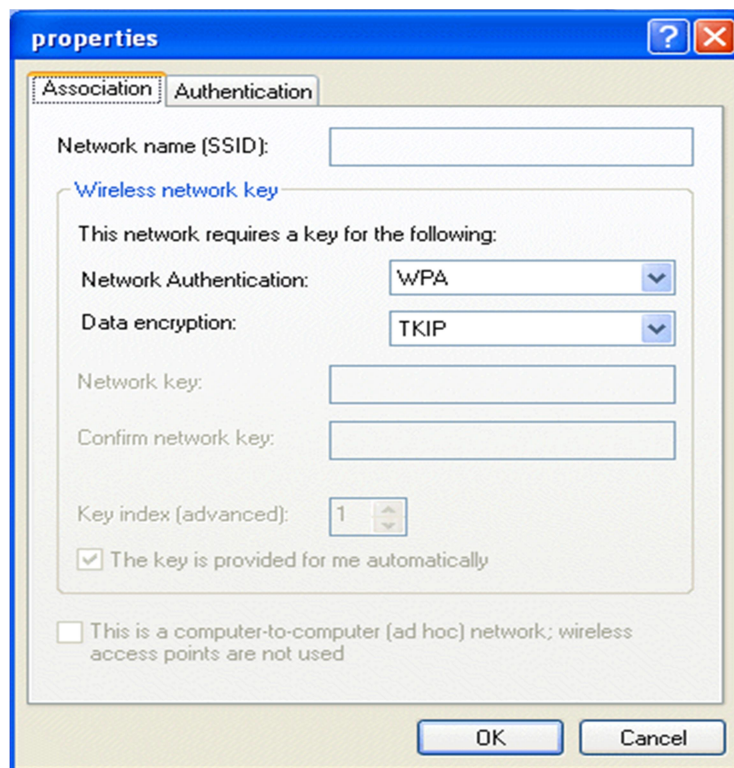 properties
Association Authentication
Network name (SSID):
Wireless network key
This network requires a key for the following:
Network Authentication: WPA
Data encryption: TKIP
Network key:
Confirm network key:
Key index (advanced): 1
The key is provided for me automatically
This is a computer-to-computer (ad hoc) network; wireless
access points are not used
OK Cancel